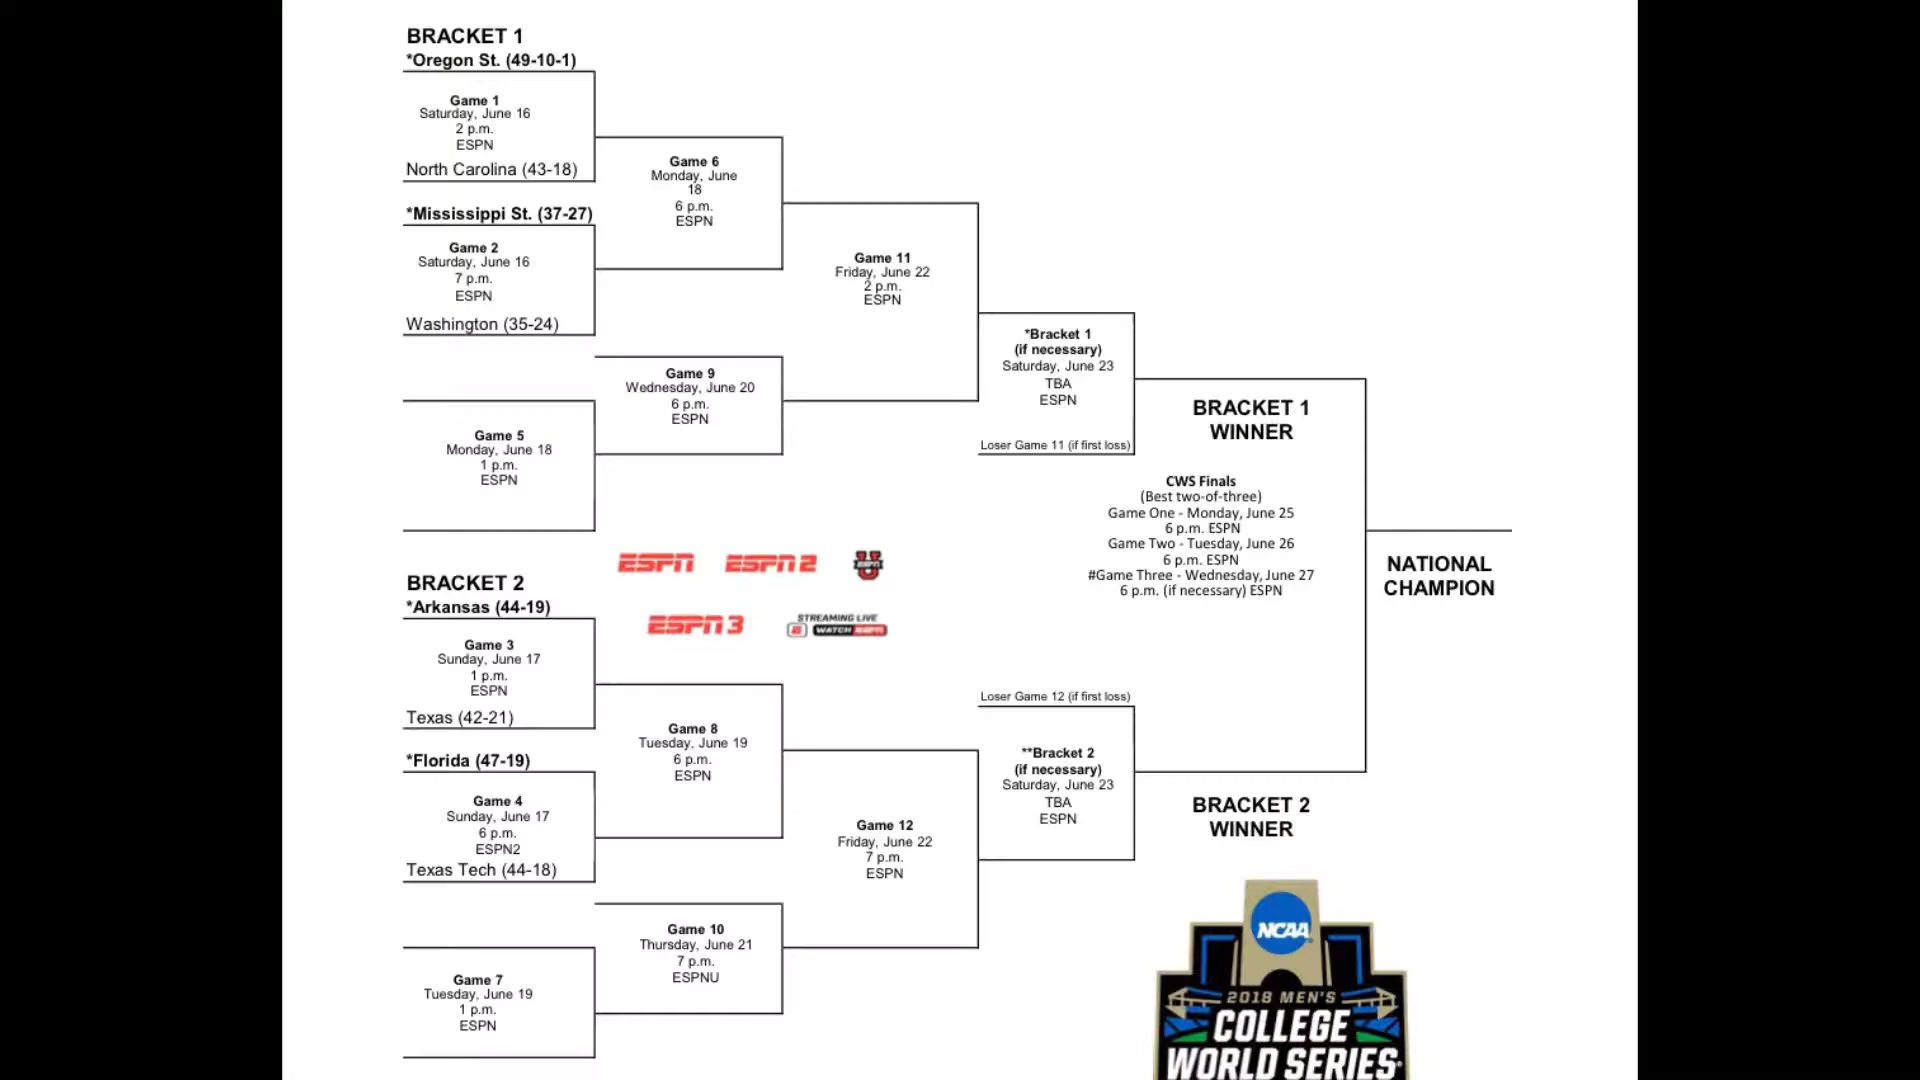 BRACKET 1
*Oregon St. (49-10-1)
Game 1
Saturday, June 16
2 p.m.
ESPN
North Carolina (43-18)
*Mississippi St. (37-27)
Game 2
Saturday, June 16
7 p.m.
ESPN
Washington (35-24)
Game 5
Monday, June 18
1 p.m.
ESPN
Game 6
Monday, June
18
6 p.m.
ESPN
Game 9
Wednesday, June 20
6 p.m.
ESPN
Game 11
Friday, June 22
2 p.m.
ESPN
*Bracket 1
(if necessary)
Saturday, June 23
TBA
ESPN
Loser Game 11 (if first loss)
BRACKET 1
WINNER
CWS Finals
(Best two-of-three)
Game One - Monday, June 25
6 p.m. ESPN
Game Two - Tuesday, June 26
6 p.m. ESPN
#Game Three - Wednesday, June 27
6 p.m. (if necessary) ESPN
NATIONAL
CHAMPION
ESPN ESPN2 ESPN U
ESPN3
STREAMING LIVE
WATCH ESPN
BRACKET 2
*Arkansas (44-19)
Game 3
Sunday, June 17
1 p.m.
ESPN
Texas (42-21)
*Florida (47-19)
Game 4
Sunday, June 17
6 p.m.
ESPN2
Texas Tech (44-18)
Game 7
Tuesday, June 19
1 p.m.
ESPN
Game 8
Tuesday, June 19
6 p.m.
ESPN
Game 10
Thursday, June 21
7 p.m.
ESPNU
Game 12
Friday, June 22
7 p.m.
ESPN
Loser Game 12 (if first loss)
**Bracket 2
(if necessary)
Saturday, June 23
TBA
ESPN
BRACKET 2
WINNER
NCAA
2018 MEN'S
COLLEGE
WORLD SERIES